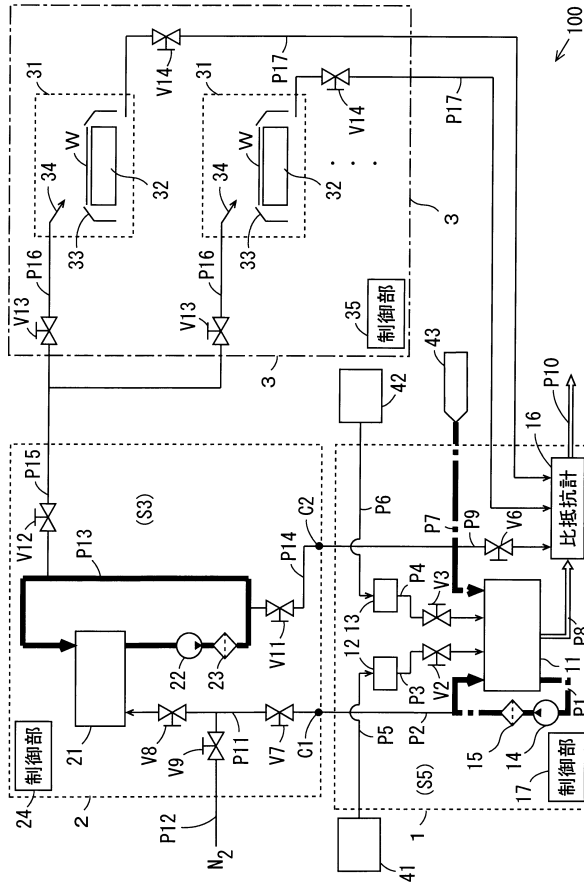 24
制御部
2
P12
N₂
V9
V8
21
P11
V7
C1
22
23
P13
V11
V12
(S3)
P14
C2
P15
3
V13
P16
34
31
W
33
32
V14
P17
V13
P16
34
31
W
33
32
V14
P17
35
制御部
3
100
41
P5
42
P6
43
P7
1
(S5)
P2
12
P3
V2
13
P4
V3
P9
V6
15
14
11
P1
P8
17
制御部
16
比抵抗計
P10